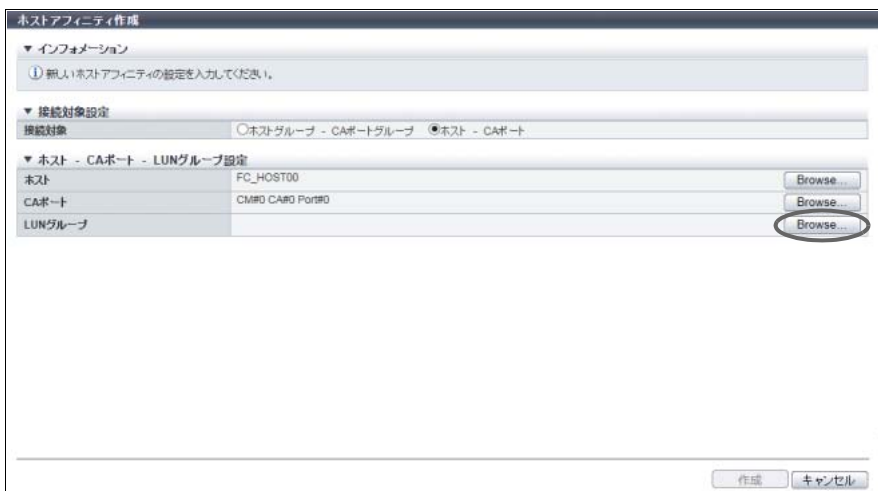 ホストアフィニティ作成
▼ インフォメーション
新しいホストアフィニティの設定を入力してください。
▼ 接続対象設定
接続対象 ホストグループ - CAポートグループ ホスト - CAポート
▼ ホスト - CAポート - LUNグループ設定
ホスト FC_HOST00 Browse...
CAポート CM#0 CA#0 Port#0 Browse...
LUNグループ Browse...
作成 キャンセル